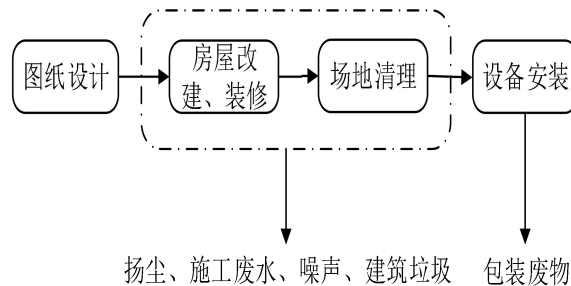 图纸设计
房屋改
建、装修
场地清理
设备安装
扬尘、施工废水、噪声、建筑垃圾
包装废物